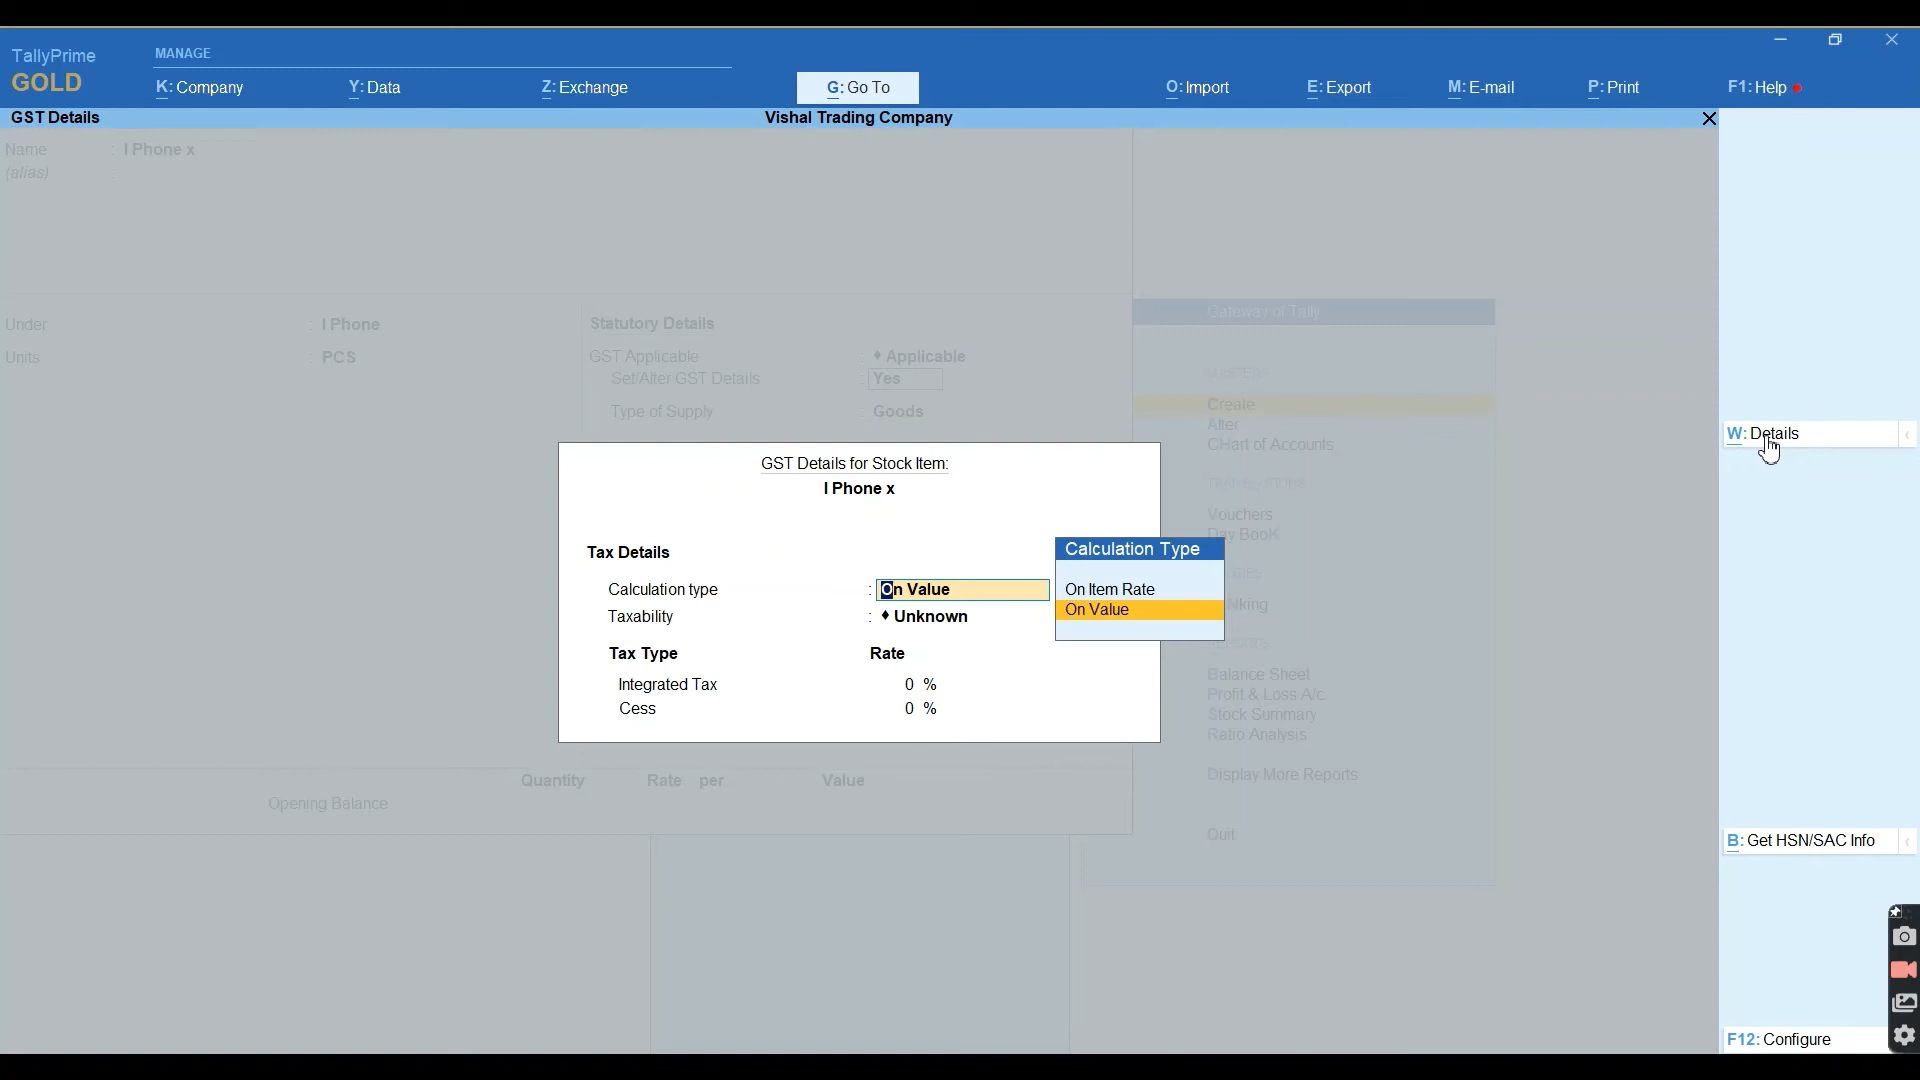 TallyPrime
GOLD
MANAGE
K: Company
Y: Data
Z: Exchange
G: Go To
O: Import
E: Export
M: E-mail
P: Print
F1: Help
GST Details
Vishal Trading Company
Name : I Phone x
(alias) :
Under : I Phone
Units : PCS
Statutory Details
GST Applicable : ♦ Applicable
Set/Alter GST Details : Yes
Type of Supply : Goods
Gateway of Tally
Create
Alter
CHart of Accounts
Vouchers
Day BooK
Balance Sheet
Profit & Loss A/c
Stock Summary
Ratio Analysis
Display More Reports
Quit
GST Details for Stock Item:
I Phone x
Tax Details
Calculation type : On Value
Taxability : ♦ Unknown
Tax Type Rate
Integrated Tax 0 %
Cess 0 %
Calculation Type
On Item Rate
On Value
Quantity Rate per Value
Opening Balance
W: Details
B: Get HSN/SAC Info
F12: Configure